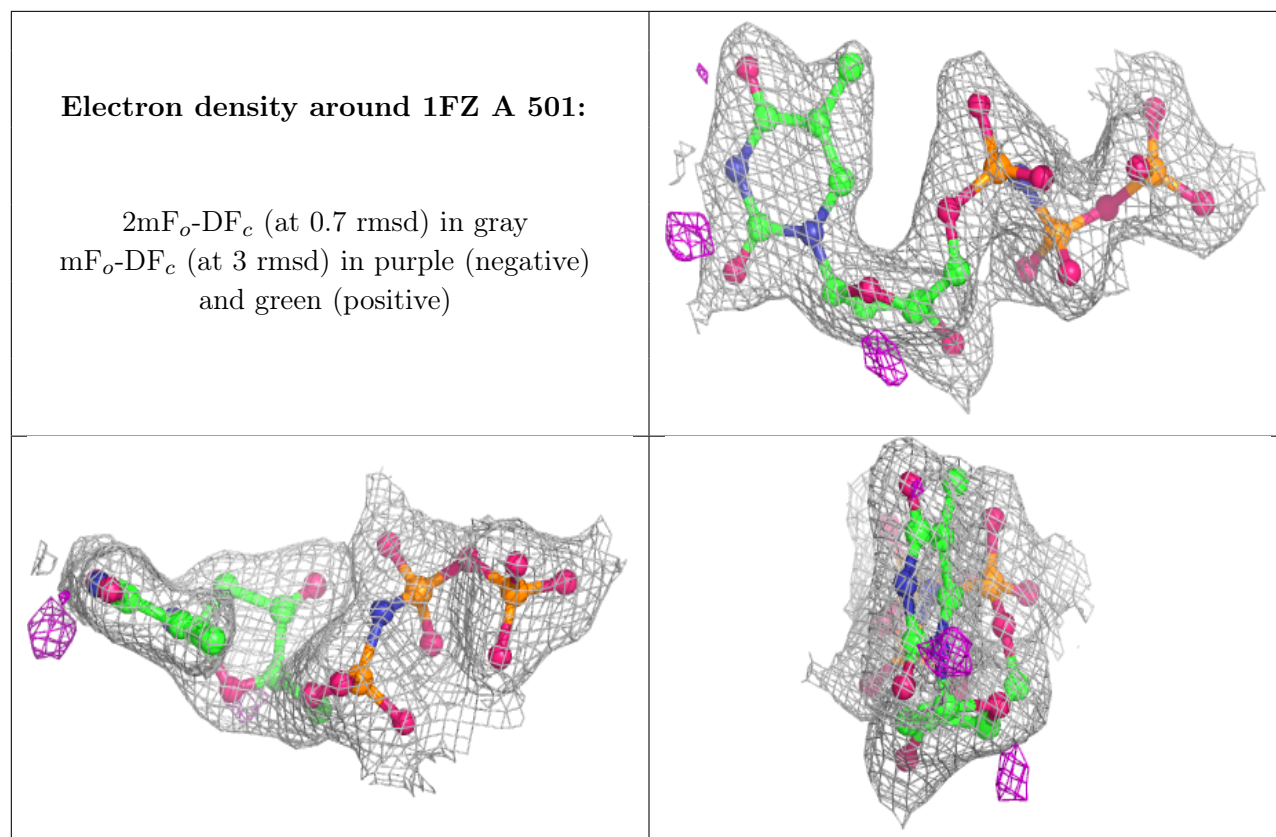 Electron density around 1FZ A 501:
2mFo-DFc (at 0.7 rmsd) in gray
mFo-DFc (at 3 rmsd) in purple (negative)
and green (positive)